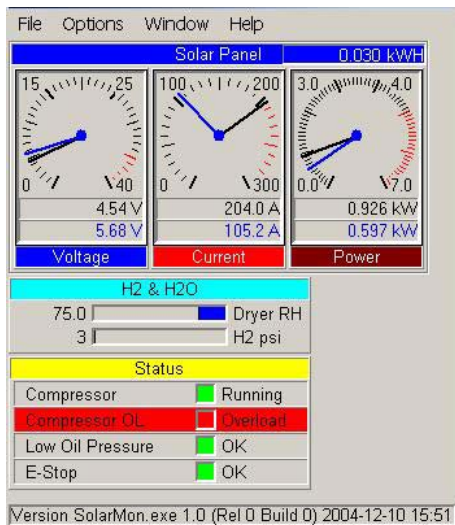 File Options Window Help
Solar Panel 0.030 kWH
15 25 100 200 3.0 4.0
0 40 0 300 0.0 7.0
4.54 V 204.0 A 0.926 kW
5.68 V 105.2 A 0.597 kW
Voltage Current Power
H2 & H2O
75.0 Dryer RH
3 H2 psi
Status
Compressor Running
Compressor OL Overload
Low Oil Pressure OK
E-Stop OK
Version SolarMon.exe 1.0 (Rel 0 Build 0) 2004-12-10 15:51